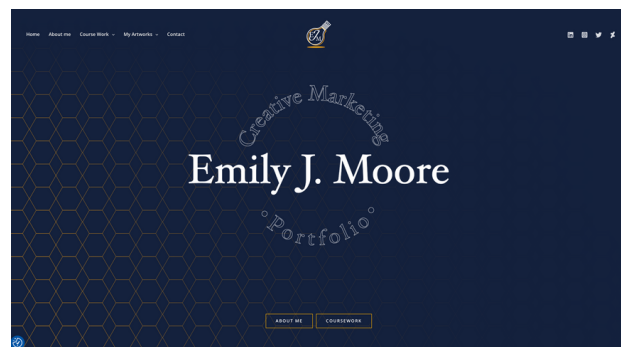 Home About me Course Work My Artworks Contact
Creative Marketing
Emily J. Moore
Portfolio
ABOUT ME COURSEWORK